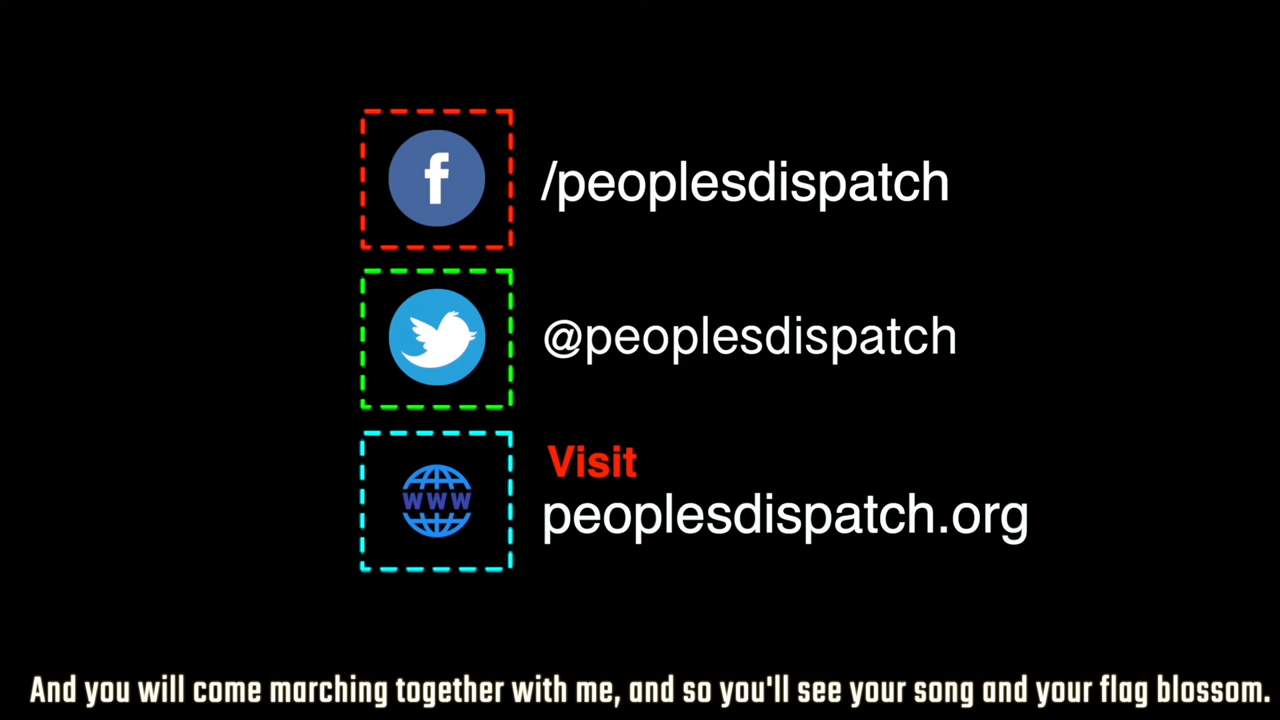 f
/peoplesdispatch
@peoplesdispatch
Visit
WWW
peoplesdispatch.org
And you will come marching together with me, and so you'll see your song and your flag blossom.